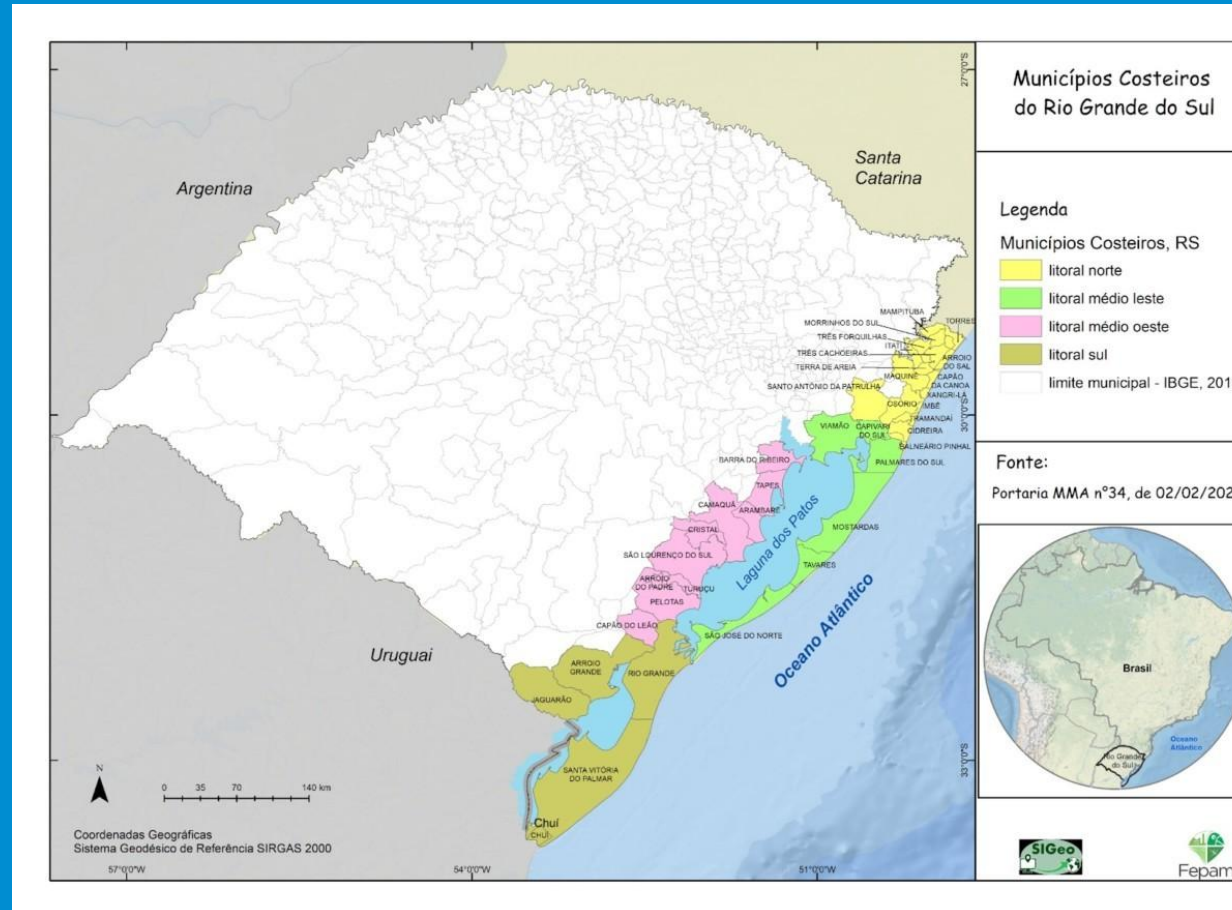 Municípios Costeiros
do Rio Grande do Sul
Legenda
Municípios Costeiros, RS
litoral norte
litoral médio leste
litoral médio oeste
litoral sul
limite municipal - IBGE, 201
Fonte:
Portaria MMA nº34, de 02/02/202
Brasil
Oceano
Atlântico
Rio Grande
do Sul
SIGeo
Fepam
Argentina
Santa
Catarina
Uruguai
Oceano Atlântico
Laguna dos Patos
MAMPITUBA
MORRINHOS DO SUL
TORRES
TRÊS FORQUILHAS
ITATI
TRÊS CACHOEIRAS
ARROIO
DO SAL
TERRA DE AREIA
MAQUINÉ
CAPÃO
DA CANOA
SANTO ANTÔNIO DA PATRULHA
XANGRI-LÁ
OSÓRIO
IMBÉ
TRAMANDAÍ
CIDREIRA
BALNEÁRIO PINHAL
VIAMÃO
CAPIVARI
DO SUL
PALMARES DO SUL
BARRA DO RIBEIRO
TAPES
CAMAQUÃ
ARAMBARÉ
CRISTAL
MOSTARDAS
SÃO LOURENÇO DO SUL
TAVARES
ARROIO
DO PADRE
TURUÇU
PELOTAS
CAPÃO DO LEÃO
SÃO JOSÉ DO NORTE
ARROIO
GRANDE
RIO GRANDE
JAGUARÃO
SANTA VITÓRIA
DO PALMAR
Chuí
CHUÍ
N
0 35 70 140 km
Coordenadas Geográficas
Sistema Geodésico de Referência SIRGAS 2000
57°0'0"W
54°0'0"W
51°0'0"W
27°0'0"S
30°0'0"S
33°0'0"S